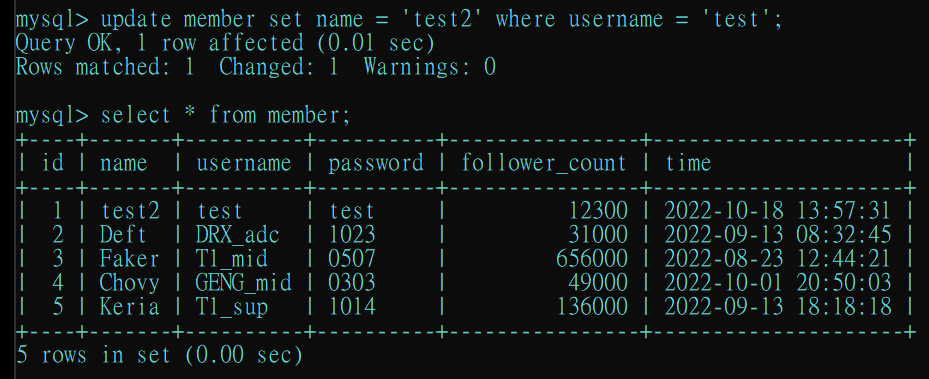 mysql> update member set name = 'test2' where username = 'test';
Query OK, 1 row affected (0.01 sec)
Rows matched: 1  Changed: 1  Warnings: 0

mysql> select * from member;
+----+-------+----------+----------+----------------+---------------------+
| id | name  | username | password | follower_count | time                |
+----+-------+----------+----------+----------------+---------------------+
|  1 | test2 | test     | test     |          12300 | 2022-10-18 13:57:31 |
|  2 | Deft  | DRX_adc  | 1023     |          31000 | 2022-09-13 08:32:45 |
|  3 | Faker | T1_mid   | 0507     |         656000 | 2022-08-23 12:44:21 |
|  4 | Chovy | GENG_mid | 0303     |          49000 | 2022-10-01 20:50:03 |
|  5 | Keria | T1_sup   | 1014     |         136000 | 2022-09-13 18:18:18 |
+----+-------+----------+----------+----------------+---------------------+
5 rows in set (0.00 sec)